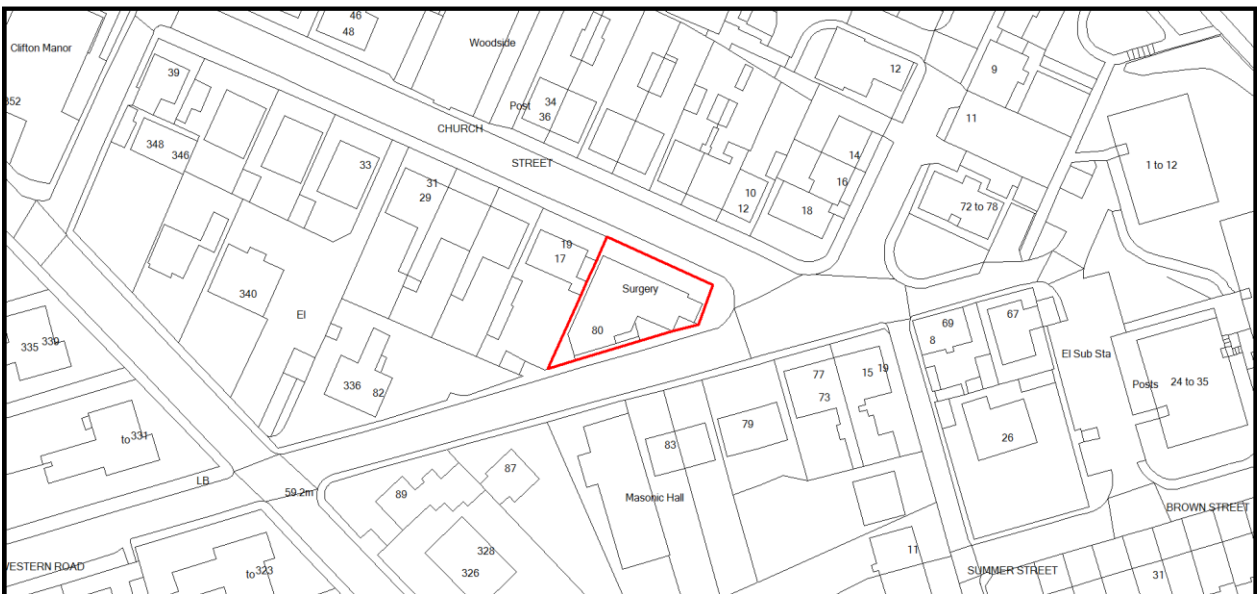 46
48
Clifton Manor
Woodside
39
12
9
352
Post
34
36
CHURCH
STREET
11
348
346
33
14
16
1 to 12
31
29
10
12
18
72 to 78
19
17
Surgery
340
El
80
335
339
69
8
67
El Sub Sta
336
82
77
73
15
19
24 to 35
Posts
79
26
to 331
83
LB
59.2m
89
87
Masonic Hall
BROWN STREET
328
326
11
WESTERN ROAD
to 323
SUMMER STREET
31